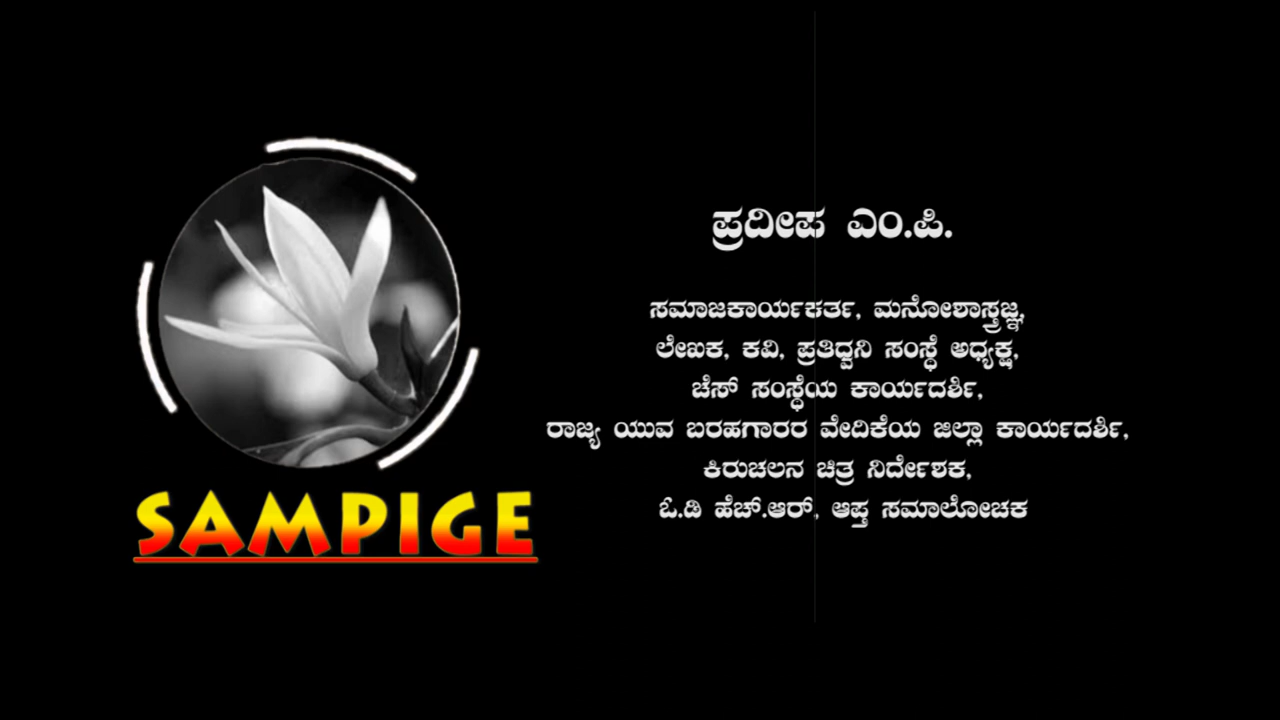 ಪ್ರದೀಪ ಎಂ.ಪಿ.
ಸಮಾಜಕಾರ್ಯಕರ್ತ, ಮನೋಶಾಸ್ತ್ರಜ್ಞ,
ಲೇಖಕ, ಕವಿ, ಪ್ರತಿಧ್ವನಿ ಸಂಸ್ಥೆ ಅಧ್ಯಕ್ಷ,
ಚೆಸ್ ಸಂಸ್ಥೆಯ ಕಾರ್ಯದರ್ಶಿ,
ರಾಜ್ಯ ಯುವ ಬರಹಗಾರರ ವೇದಿಕೆಯ ಜಿಲ್ಲಾ ಕಾರ್ಯದರ್ಶಿ,
ಕಿರುಚಲನ ಚಿತ್ರ ನಿರ್ದೇಶಕ,
ಓ.ಡಿ ಹೆಚ್.ಆರ್, ಆಪ್ತ ಸಮಾಲೋಚಕ
SAMPIGE